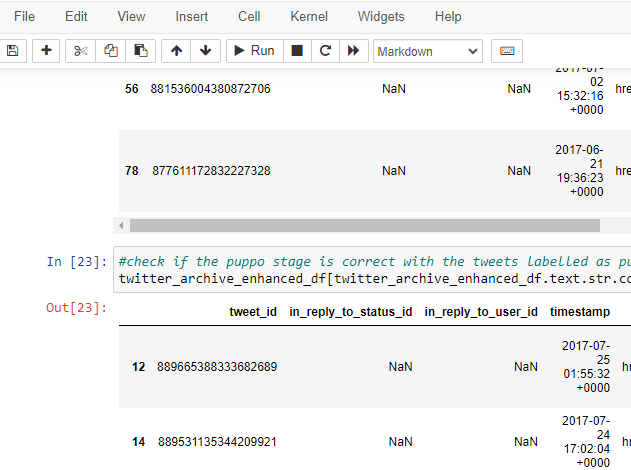 File Edit View Insert Cell Kernel Widgets Help
Run Markdown
56 881536004380872706 NaN NaN 2017-07-
02
15:32:16
+0000 hre
78 877611172832227328 NaN NaN 2017-06-
21
19:36:23
+0000 hre
In [23]: #check if the puppo stage is correct with the tweets labelled as pu
twitter_archive_enhanced_df[twitter_archive_enhanced_df.text.str.co
Out[23]:
tweet_id in_reply_to_status_id in_reply_to_user_id timestamp
12 889665388333682689 NaN NaN 2017-07-
25
01:55:32
+0000 hr
14 889531135344209921 NaN NaN 2017-07-
24
17:02:04
+0000 hr